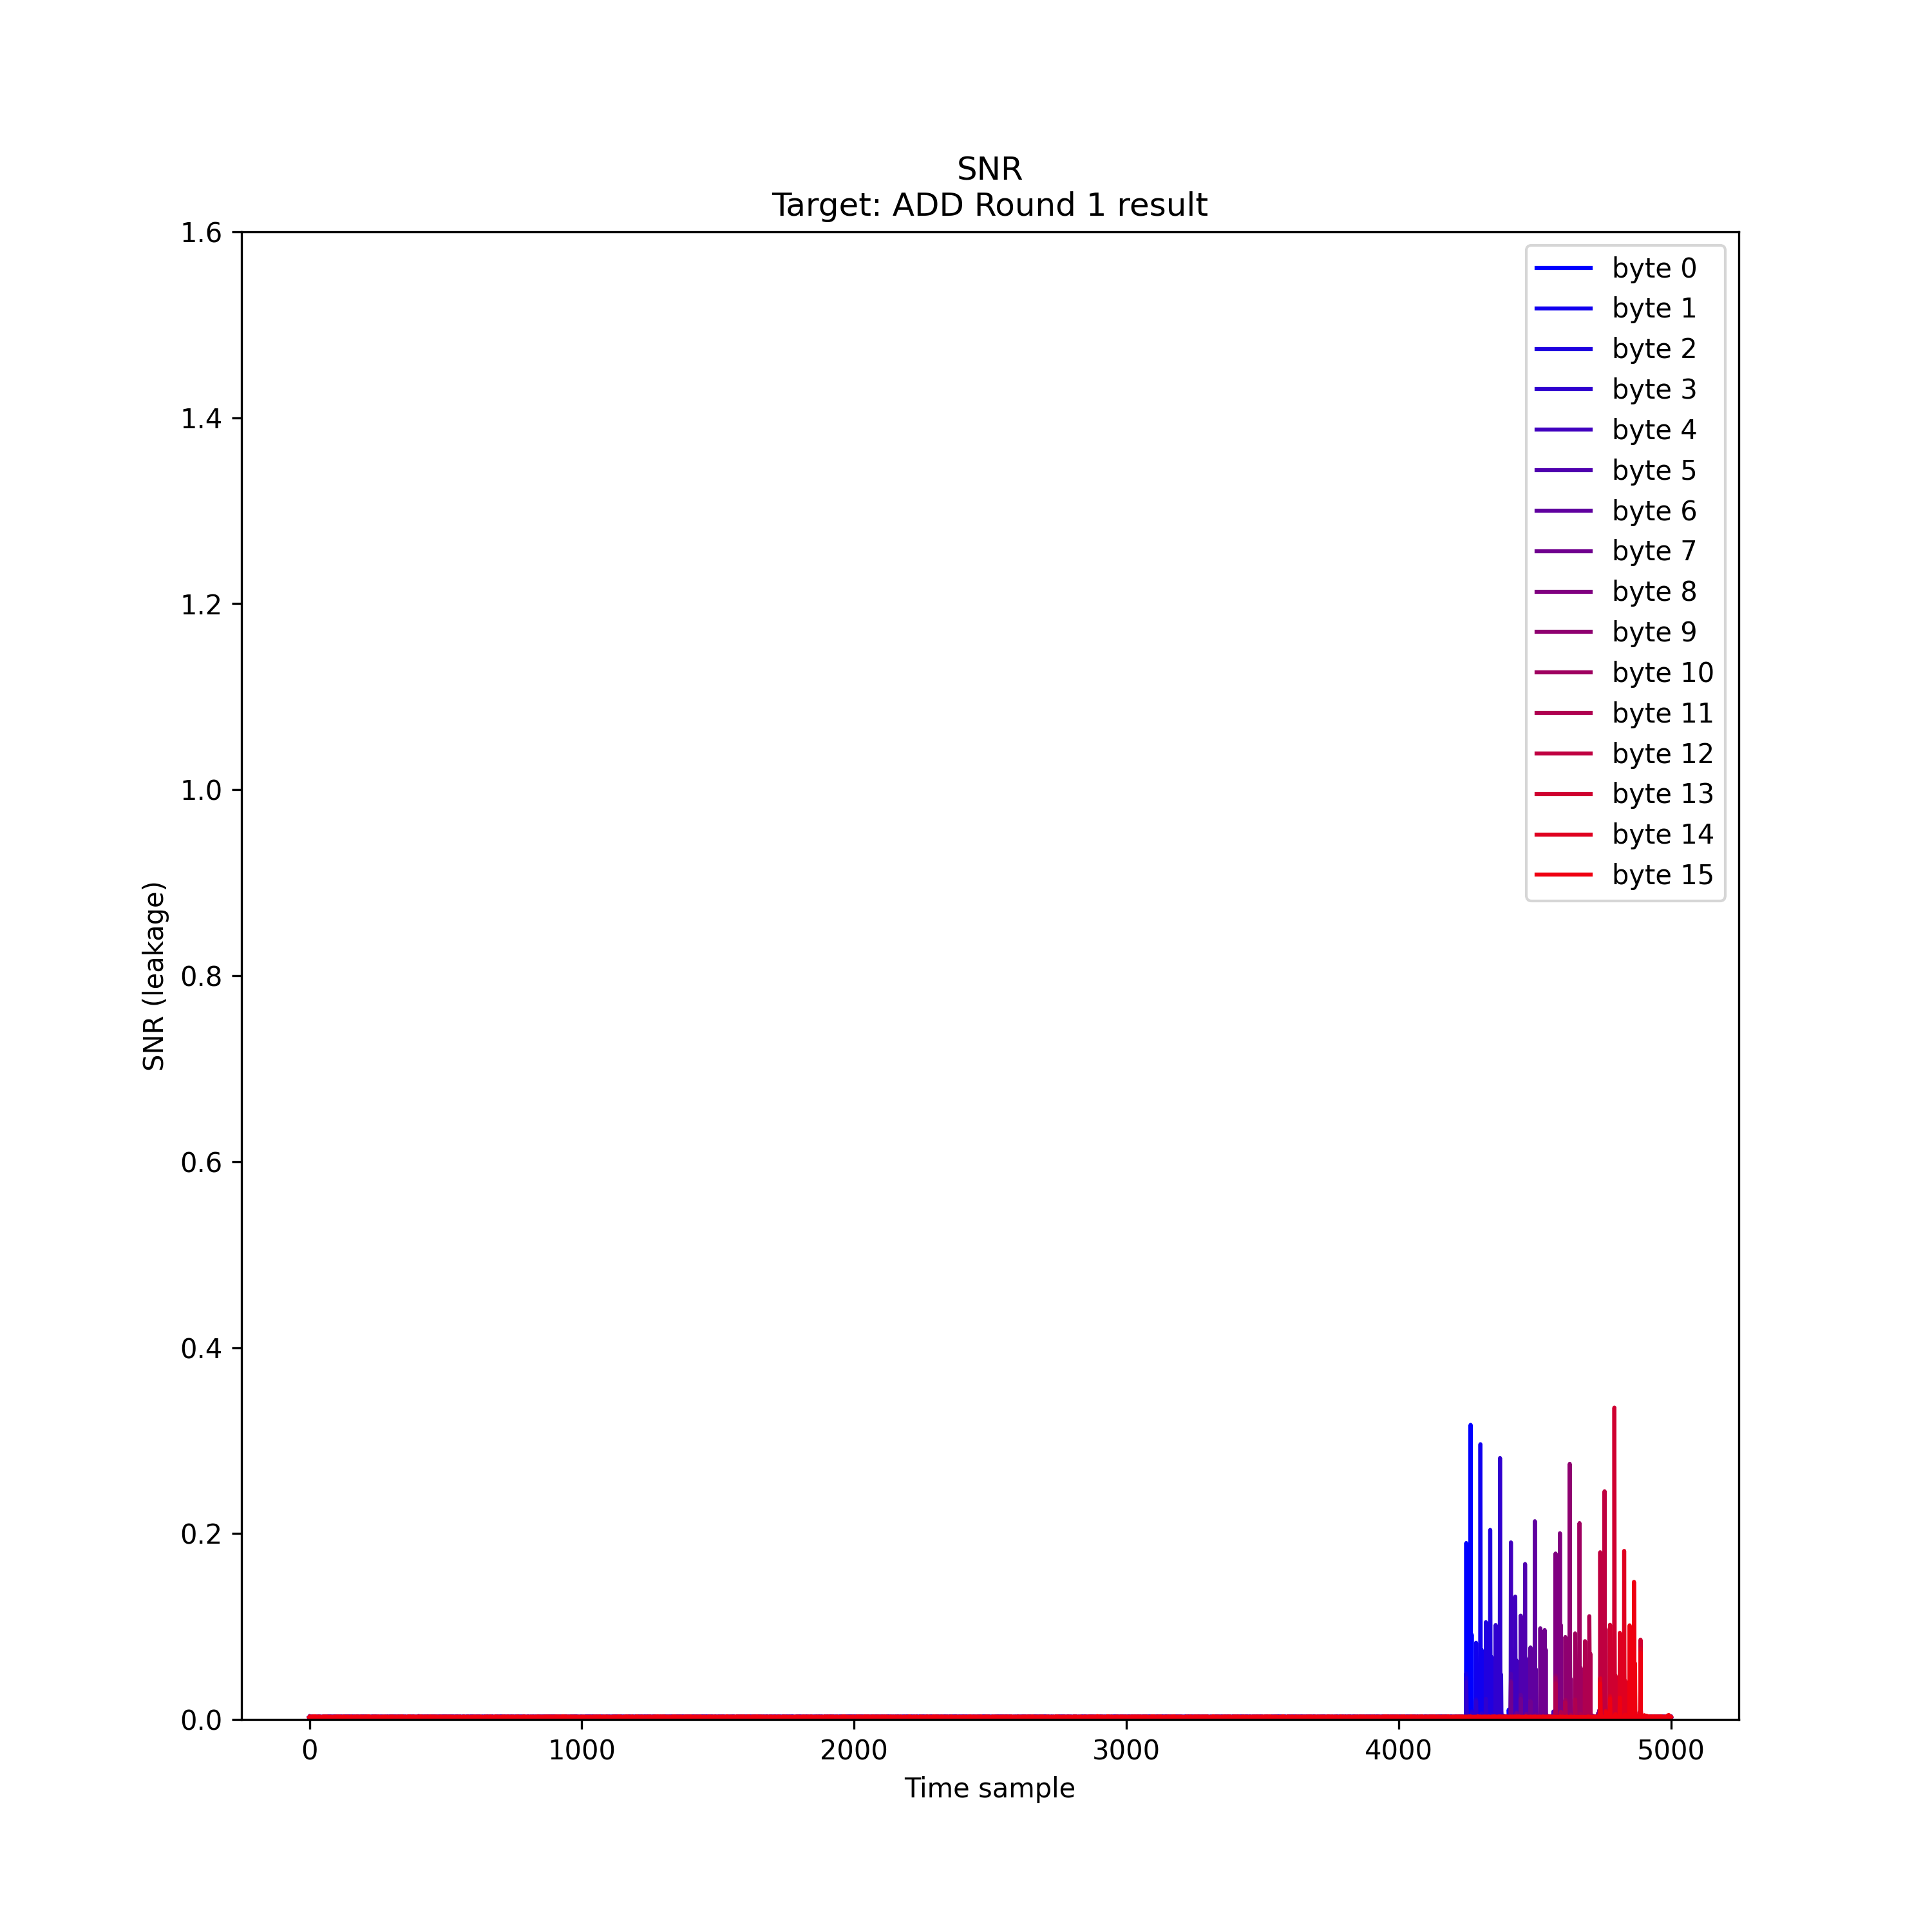 SNR
Target: ADD Round 1 result
1.6
1.4
1.2
1.0
0.8
0.6
0.4
0.2
0.0
SNR (leakage)
byte 0
byte 1
byte 2
byte 3
byte 4
byte 5
byte 6
byte 7
byte 8
byte 9
byte 10
byte 11
byte 12
byte 13
byte 14
byte 15
0 1000 2000 3000 4000 5000
Time sample